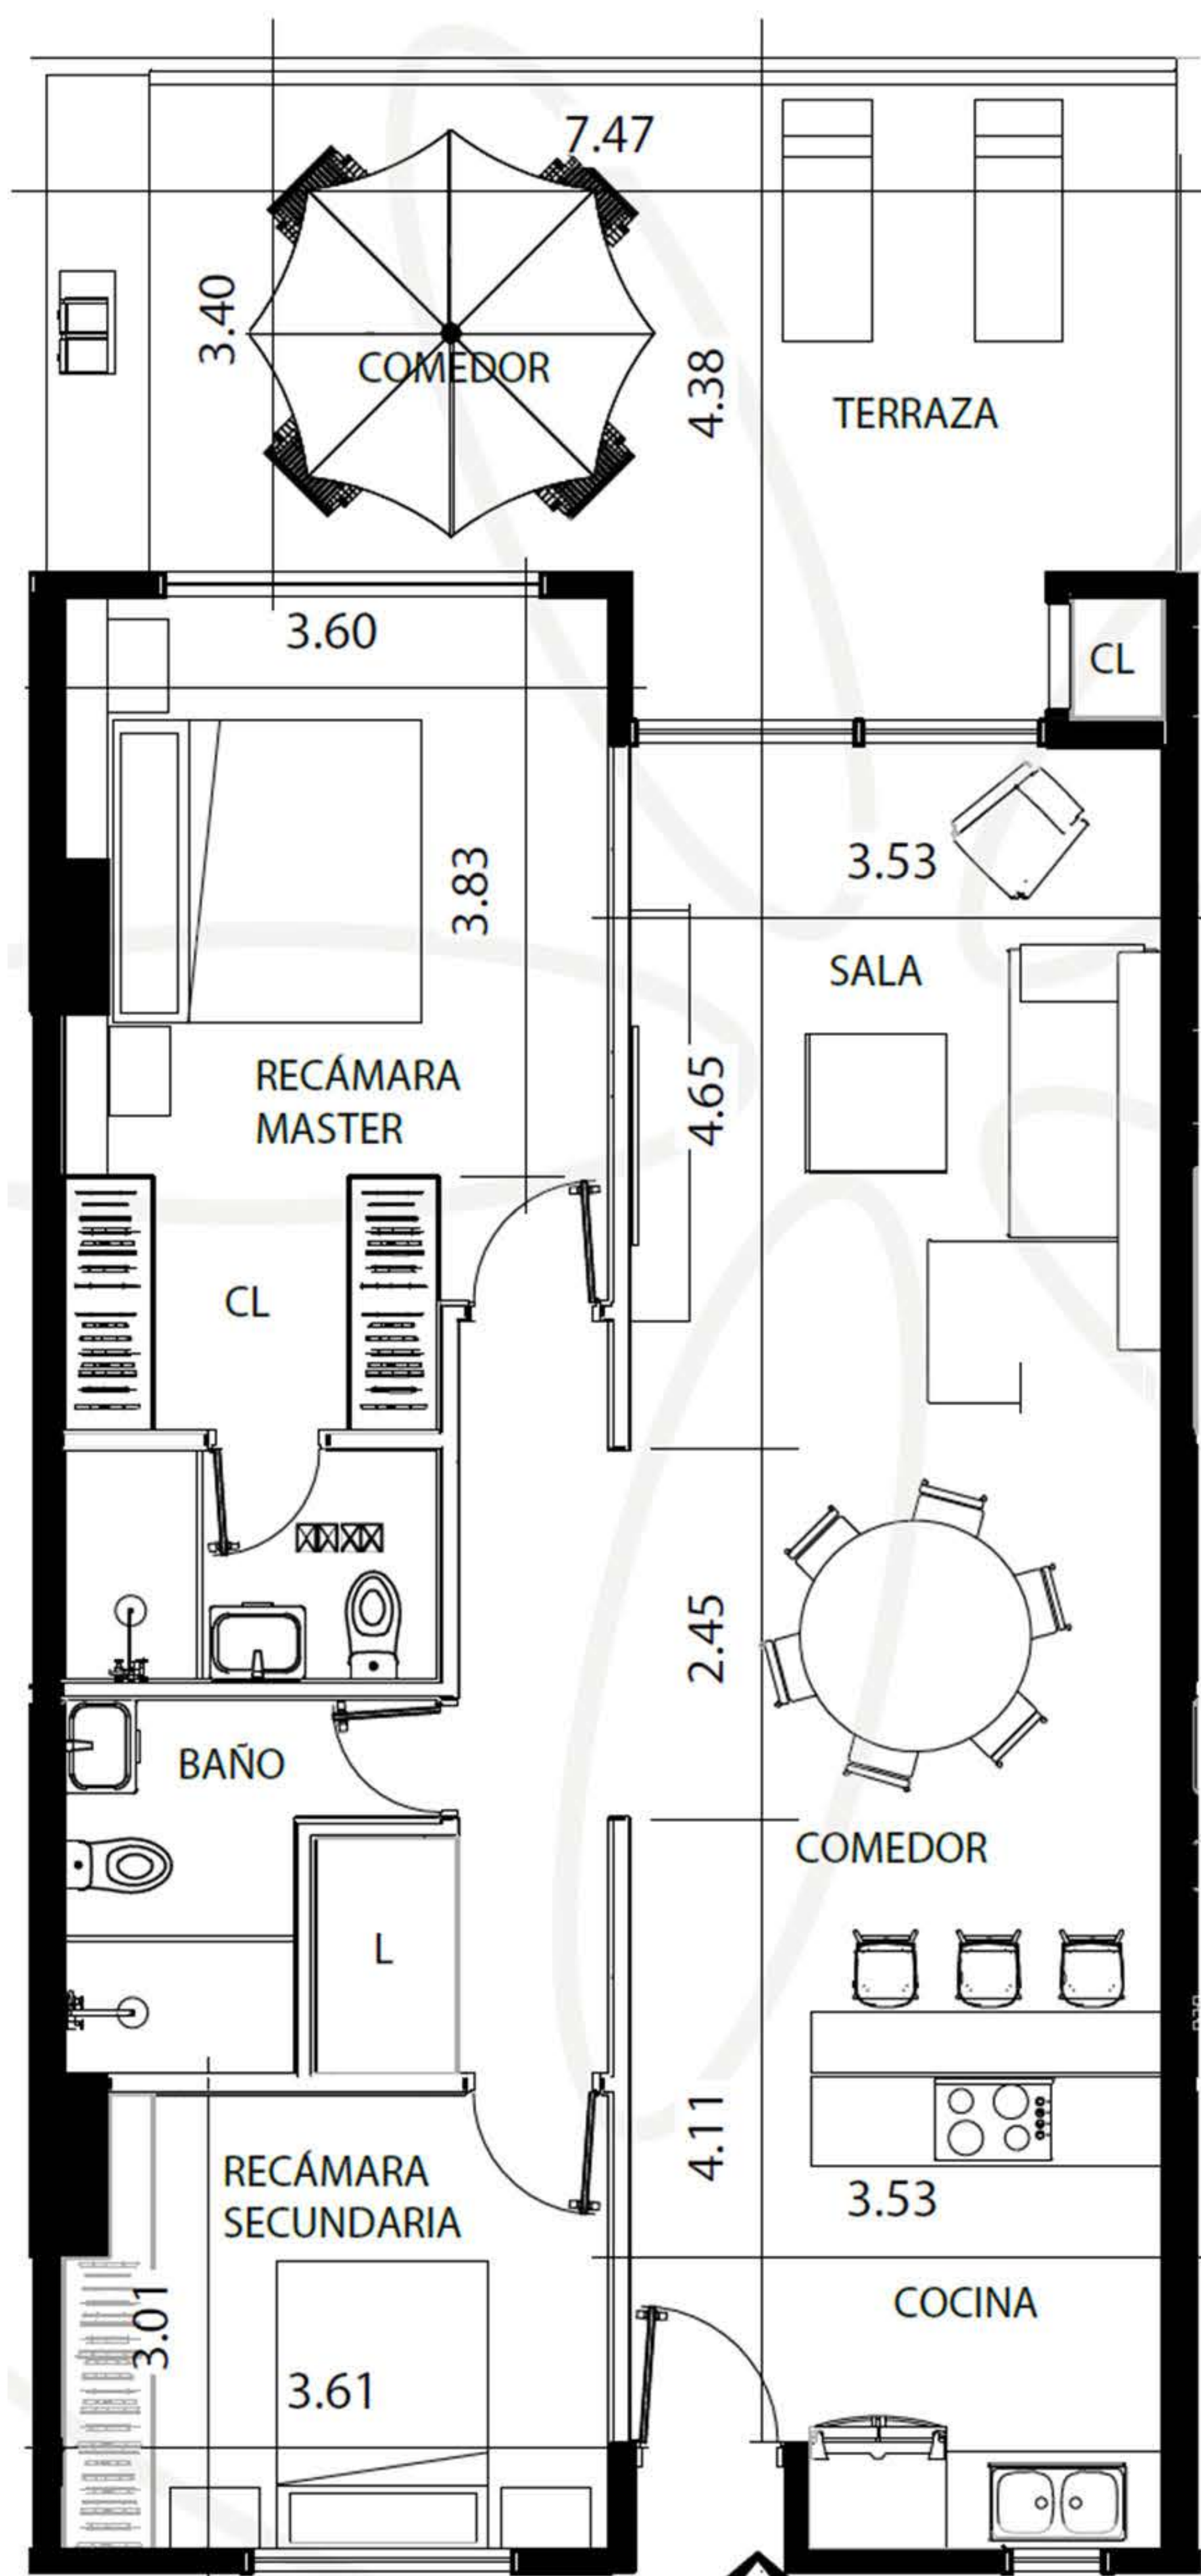 7.47
3.40
COMEDOR
4.38
TERRAZA
3.60
CL
3.83
3.53
SALA
RECÁMARA
MASTER
4.65
CL
2.45
BAÑO
COMEDOR
L
4.11
RECÁMARA
SECUNDARIA
3.53
3.01
COCINA
3.61